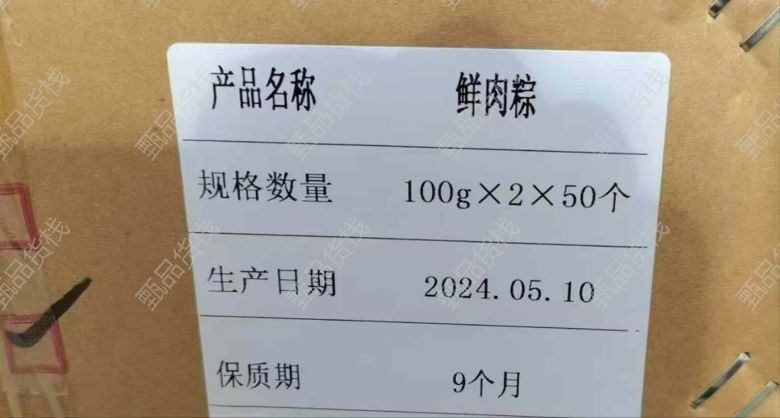 产品名称 鲜肉粽
规格数量 100g×2×50个
生产日期 2024.05.10
保质期 9个月
甄品货栈